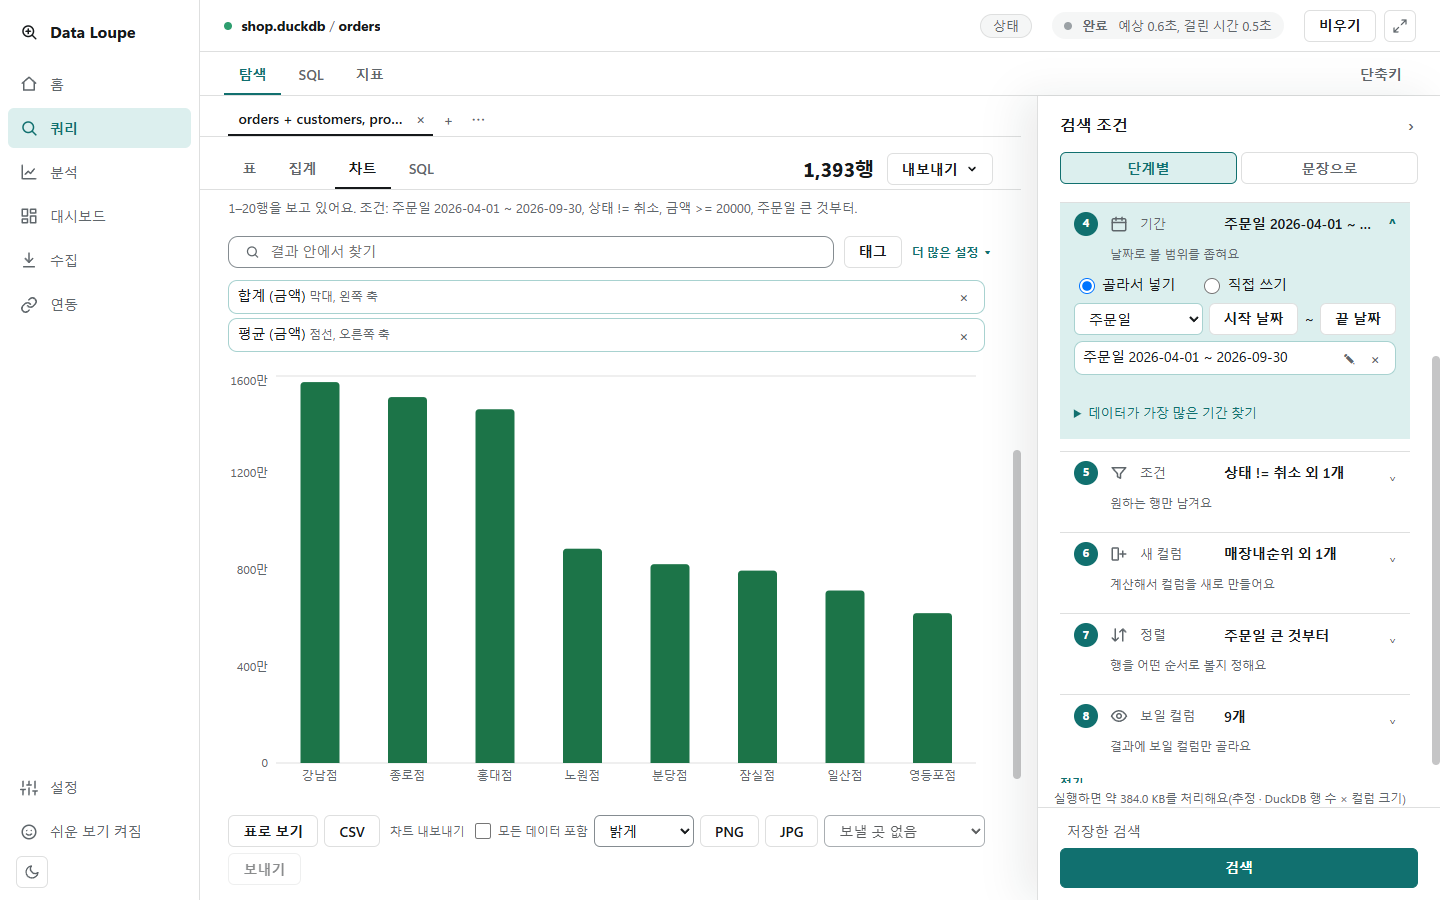 Data Loupe
홈
쿼리
분석
대시보드
수집
연동
설정
쉬운 보기 켜짐
shop.duckdb / orders
상태
완료 예상 0.6초, 걸린 시간 0.5초
비우기
탐색 SQL 지표
단축키
orders + customers, pro... × + ···
표 집계 차트 SQL
1,393행
내보내기
1–20행을 보고 있어요. 조건: 주문일 2026-04-01 ~ 2026-09-30, 상태 != 취소, 금액 >= 20000, 주문일 큰 것부터.
결과 안에서 찾기
태그
더 많은 설정
합계 (금액) 막대, 왼쪽 축 ×
평균 (금액) 점선, 오른쪽 축 ×
1600만
1200만
800만
400만
0
강남점 종로점 홍대점 노원점 분당점 잠실점 일산점 영등포점
표로 보기 CSV 차트 내보내기 모든 데이터 포함 밝게 PNG JPG 보낼 곳 없음
보내기
검색 조건
단계별 문장으로
4 기간 주문일 2026-04-01 ~ ...
날짜로 볼 범위를 좁혀요
골라서 넣기 직접 쓰기
주문일 시작 날짜 ~ 끝 날짜
주문일 2026-04-01 ~ 2026-09-30 ×
데이터가 가장 많은 기간 찾기
5 조건 상태 != 취소 외 1개
원하는 행만 남겨요
6 새 컬럼 매장내순위 외 1개
계산해서 컬럼을 새로 만들어요
7 정렬 주문일 큰 것부터
행을 어떤 순서로 볼지 정해요
8 보일 컬럼 9개
결과에 보일 컬럼만 골라요
실행하면 약 384.0 KB를 처리해요(추정 · DuckDB 행 수 × 컬럼 크기)
저장한 검색
검색